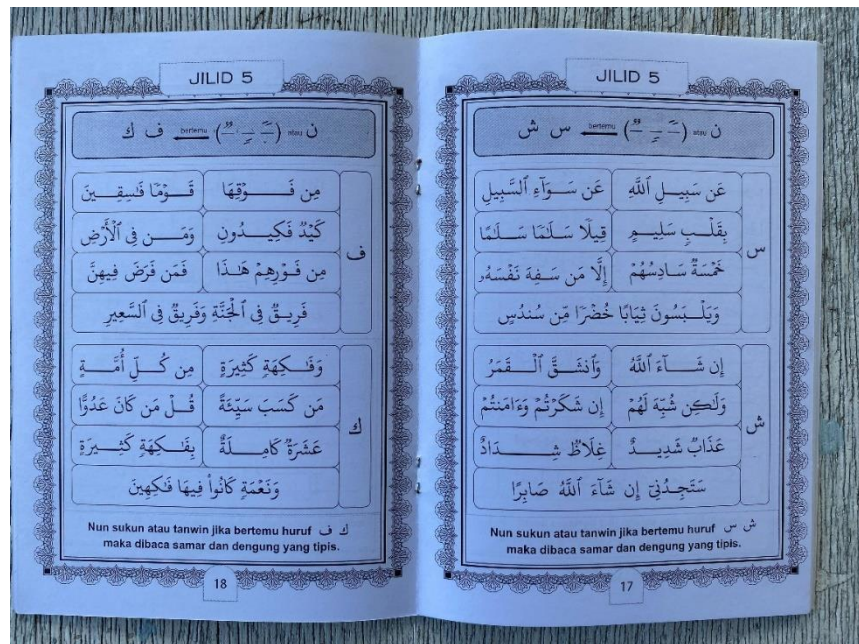 JILID 5
ن atau (ـًـ ـٍـ ـٌـ) bertemu س ش
س
عَن سَبِيلِ ٱللَّهِ عَن سَوَآءِ ٱلسَّبِيلِ
بِقَلْبٍ سَلِيمٍ قِيلًا سَلَٰمًا سَلَٰمًا
خَمْسَةٌ سَادِسُهُمْ إِلَّا مَن سَفِهَ نَفْسَهُۥ
وَيَلْبَسُونَ ثِيَابًا خُضْرًا مِّن سُندُسٍ
ش
إِن شَآءَ ٱللَّهُ وَٱنشَقَّ ٱلْقَمَرُ
وَلَٰكِن شُبِّهَ لَهُمْ إِن شَكَرْتُمْ وَءَامَنتُمْ
عَذَابٌ شَدِيدٌ غِلَاظٌ شِدَادٌ
سَتَجِدُنِىٓ إِن شَآءَ ٱللَّهُ صَابِرًا
Nun sukun atau tanwin jika bertemu huruf س ش
maka dibaca samar dan dengung yang tipis.
17
JILID 5
ن atau (ـًـ ـٍـ ـٌـ) bertemu ف ك
ف
مِن فَوْقِهَا قَوْمًا فَٰسِقِينَ
كَيْدٌ فَكِيدُونِ وَمَن فِى ٱلْأَرْضِ
مِن فَوْرِهِمْ هَٰذَا فَمَن فَرَضَ فِيهِنَّ
فَرِيقٌ فِى ٱلْجَنَّةِ وَفَرِيقٌ فِى ٱلسَّعِيرِ
ك
وَفَٰكِهَةٍ كَثِيرَةٍ مِن كُلِّ أُمَّةٍ
مَن كَسَبَ سَيِّئَةً قُلْ مَن كَانَ عَدُوًّا
عَشَرَةٌ كَامِلَةٌ بِفَٰكِهَةٍ كَثِيرَةٍ
وَنَعْمَةٍ كَانُوا۟ فِيهَا فَٰكِهِينَ
Nun sukun atau tanwin jika bertemu huruf ف ك
maka dibaca samar dan dengung yang tipis.
18